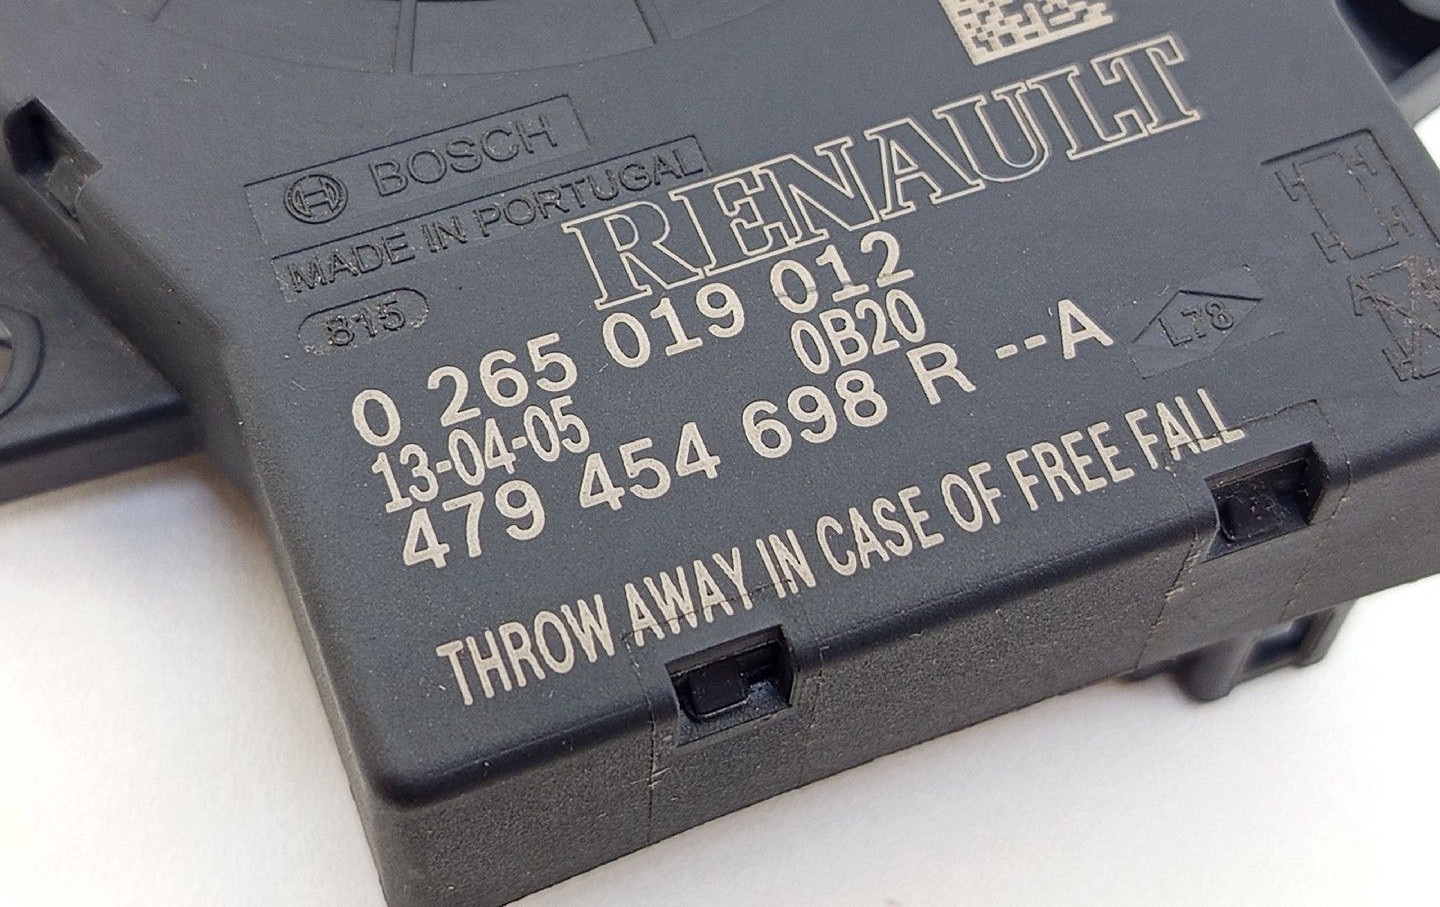 BOSCH
MADE IN PORTUGAL
815
RENAULT
0 265 019 012
13-04-05 0B20
479 454 698 R --A
L78
THROW AWAY IN CASE OF FREE FALL